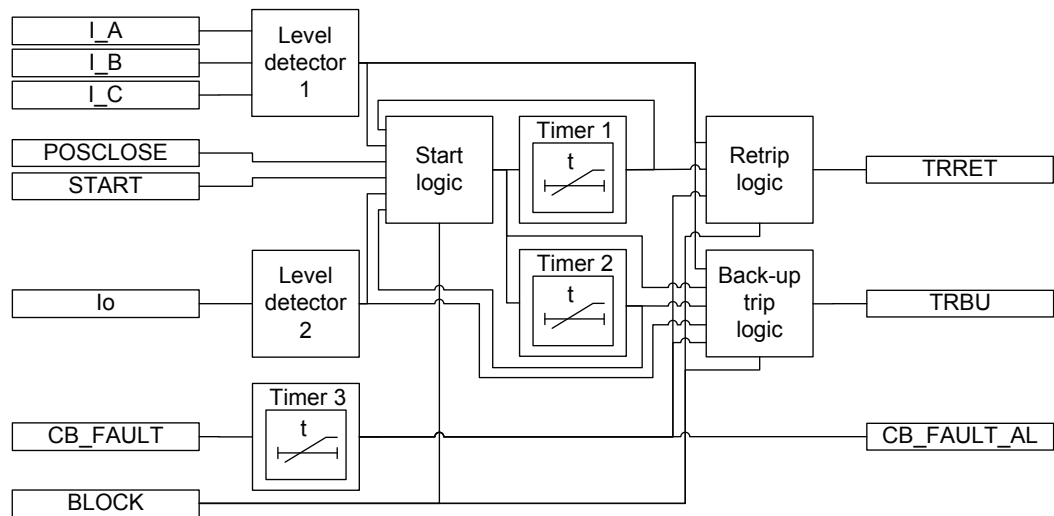 I_A
I_B
I_C
Level
detector
1
POSCLOSE
START
Start
logic
Timer 1
t
Retrip
logic
TRRET
Io
Level
detector
2
Timer 2
t
Back-up
trip
logic
TRBU
CB_FAULT
Timer 3
t
CB_FAULT_AL
BLOCK